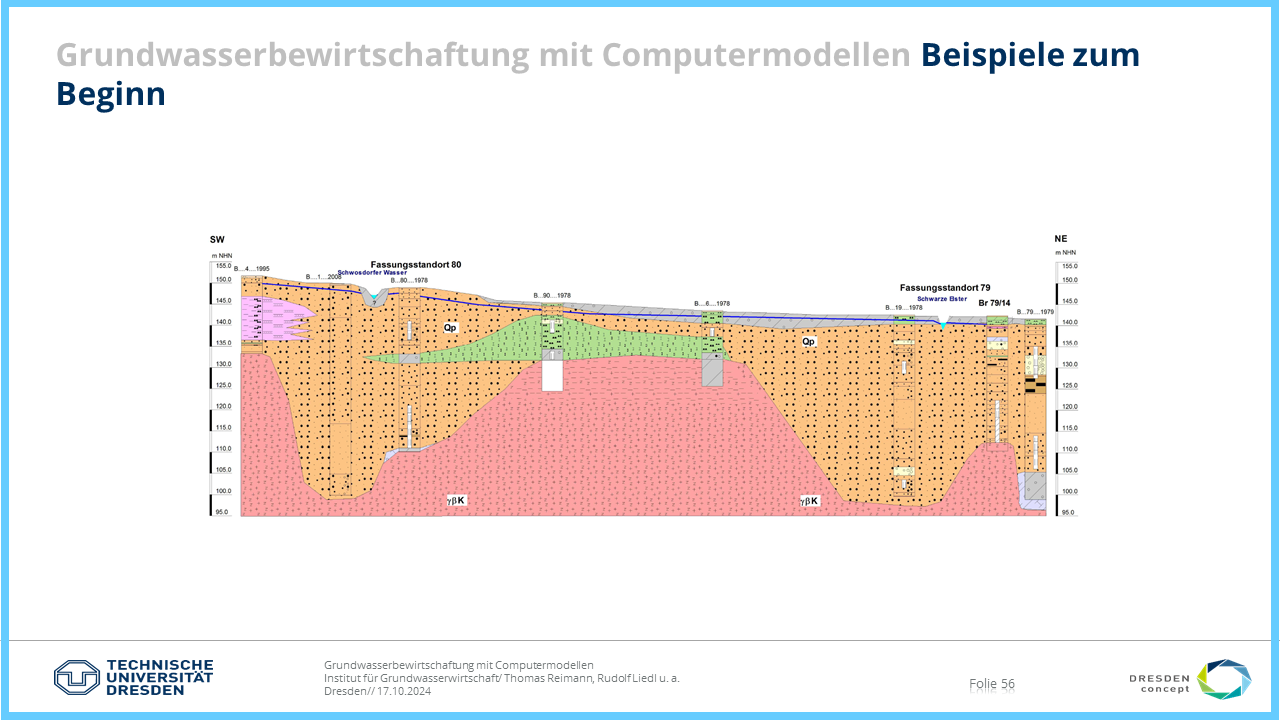 Grundwasserbewirtschaftung mit Computermodellen Beispiele zum
Beginn
SW
NE
m NHN
m NHN
155.0
150.0
145.0
140.0
135.0
130.0
125.0
120.0
115.0
110.0
105.0
100.0
95.0
B....4....1995
B....1....2008
Schwosdorfer Wasser
Fassungsstandort 80
B....80....1978
?
Qp
B....90....1978
B....6....1978
Qp
Fassungsstandort 79
Schwarze Elster
B...19....1978
Br 79/14
B...79....1979
γβK
γβK
155.0
150.0
145.0
140.0
135.0
130.0
125.0
120.0
115.0
110.0
105.0
100.0
95.0
TECHNISCHE
UNIVERSITÄT
DRESDEN
Grundwasserbewirtschaftung mit Computermodellen
Institut für Grundwasserwirtschaft/ Thomas Reimann, Rudolf Liedl u. a.
Dresden// 17.10.2024
Folie 56
DRESDEN
concept